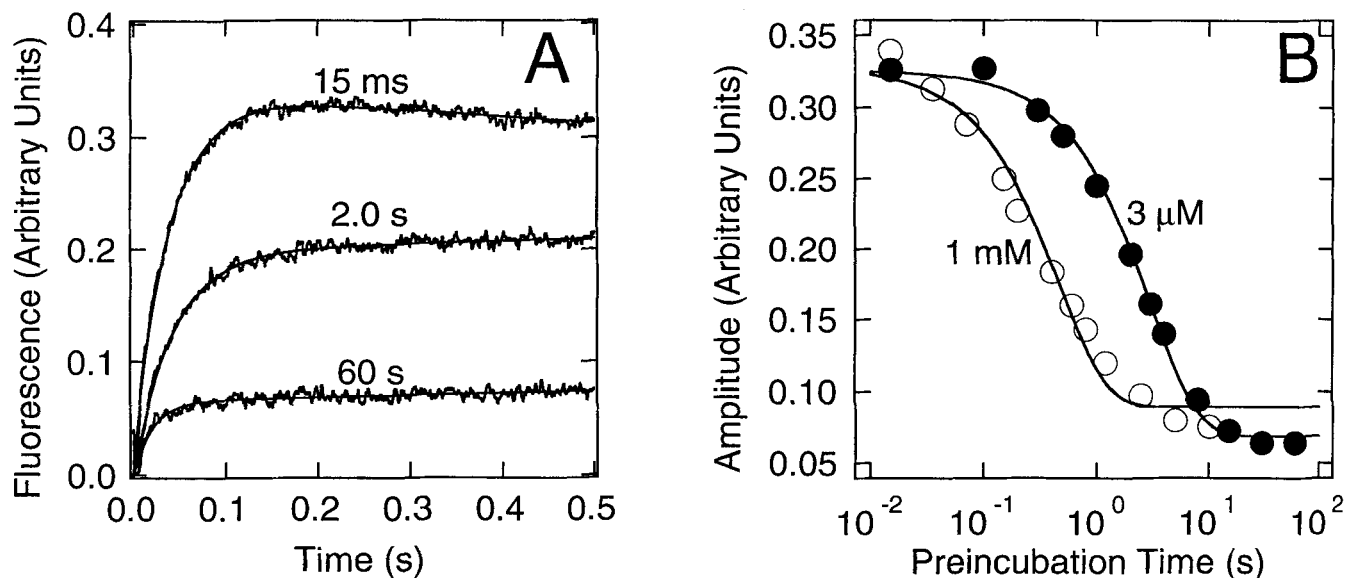 A
Fluorescence (Arbitrary Units)
0.4
0.3
0.2
0.1
0.0
15 ms
2.0 s
60 s
0.0 0.1 0.2 0.3 0.4 0.5
Time (s)
B
Amplitude (Arbitrary Units)
0.35
0.30
0.25
0.20
0.15
0.10
0.05
3 μM
1 mM
10⁻² 10⁻¹ 10⁰ 10¹ 10²
Preincubation Time (s)